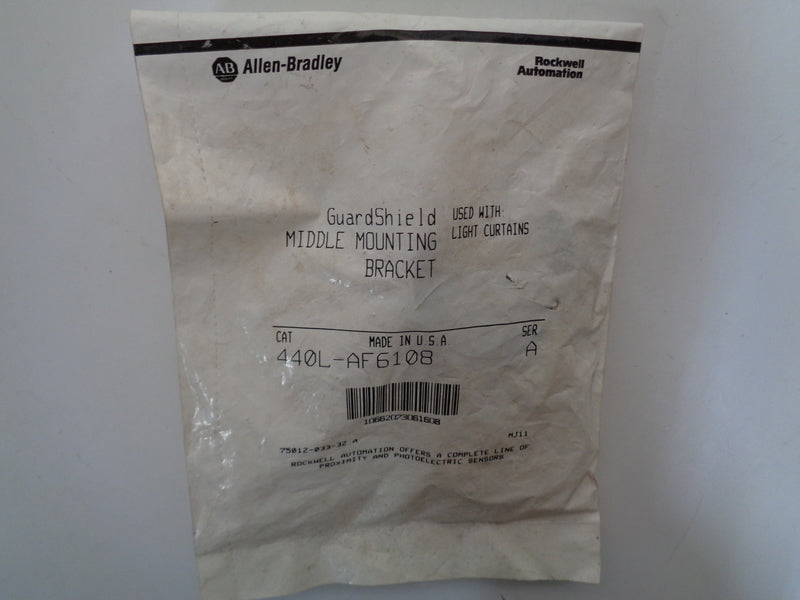 AB Allen-Bradley
Rockwell
Automation
GuardShield
MIDDLE MOUNTING
BRACKET
USED WITH:
LIGHT CURTAINS
CAT
MADE IN U.S.A.
SER
440L-AF6108
A
10662073061608
75012-033-32 A
MJ11
ROCKWELL AUTOMATION OFFERS A COMPLETE LINE OF
PROXIMITY AND PHOTOELECTRIC SENSORS